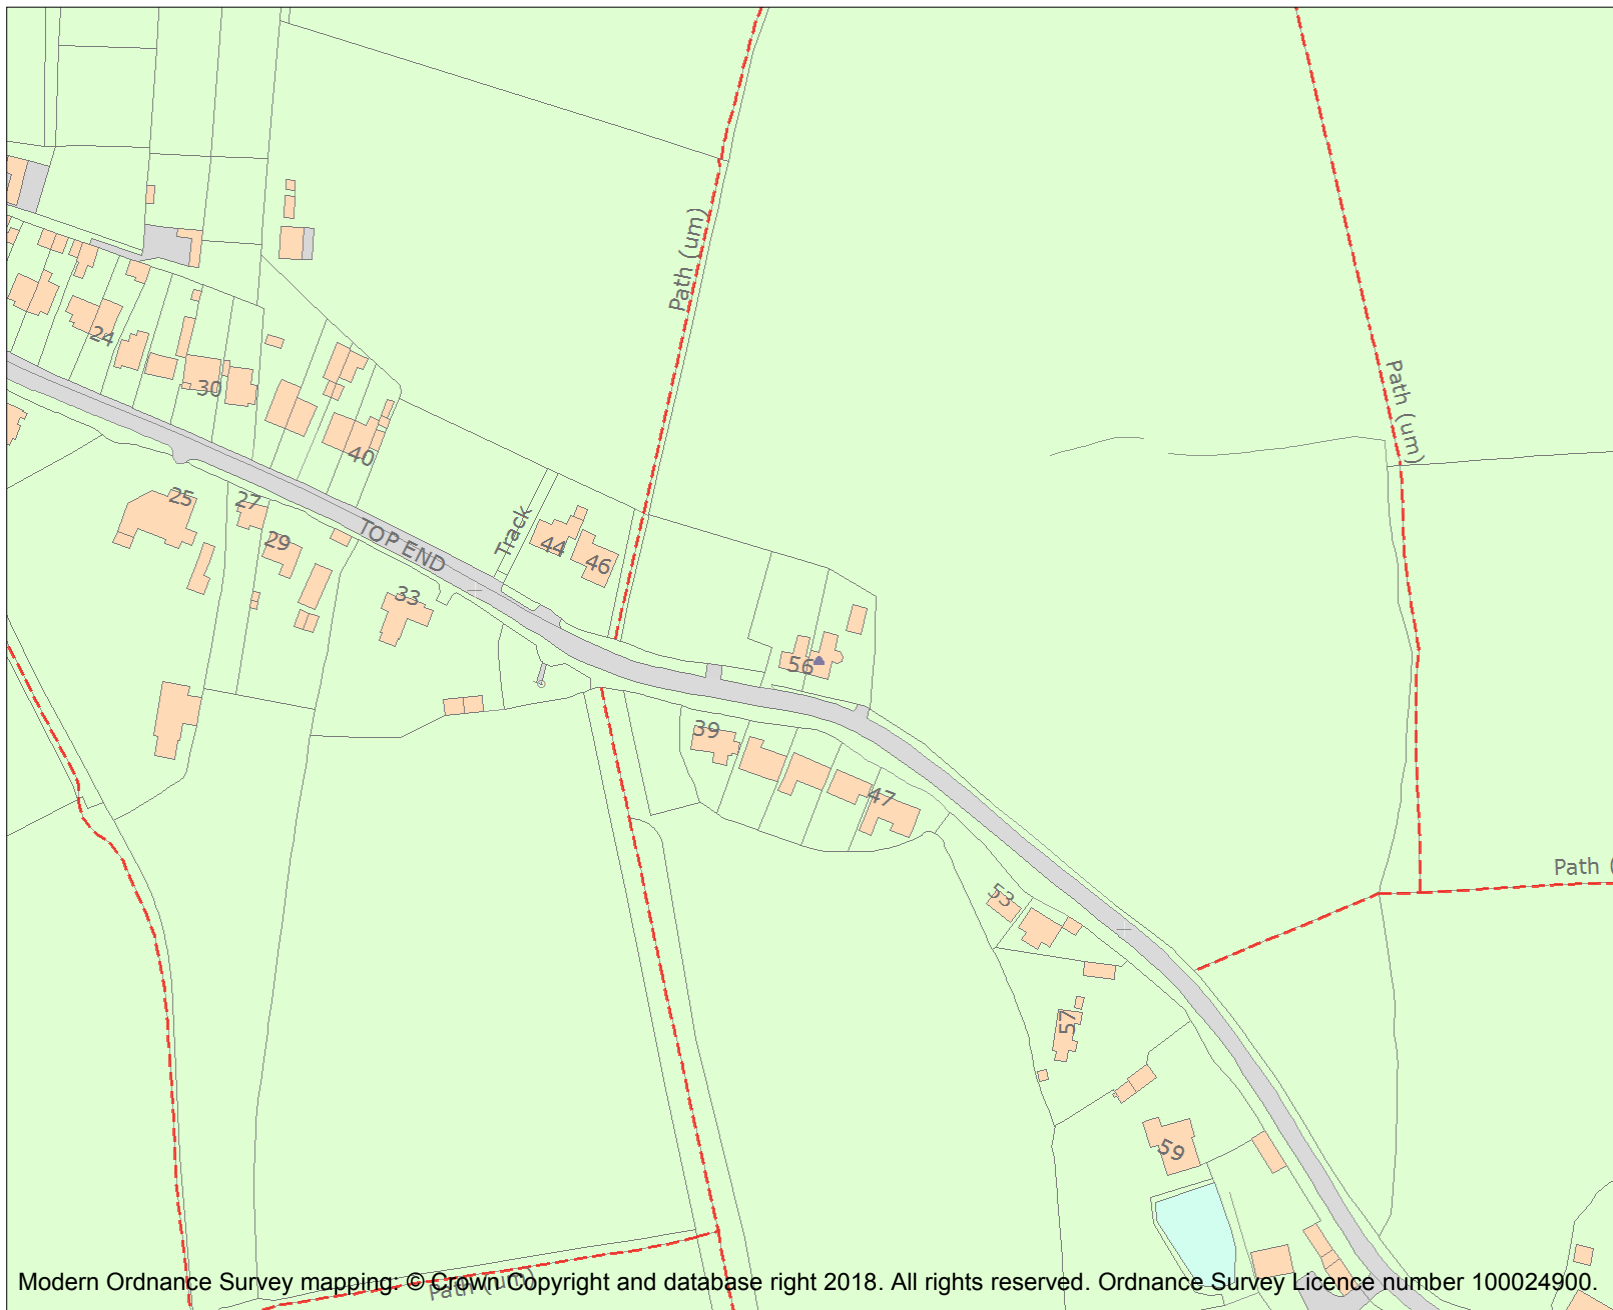 Path (um)
Path (um)
24
30
40
25
27
29
TOP END
Track
44
46
33
56
39
47
Path (
53
57
59
Path (um)
Modern Ordnance Survey mapping: © Crown Copyright and database right 2018. All rights reserved. Ordnance Survey Licence number 100024900.